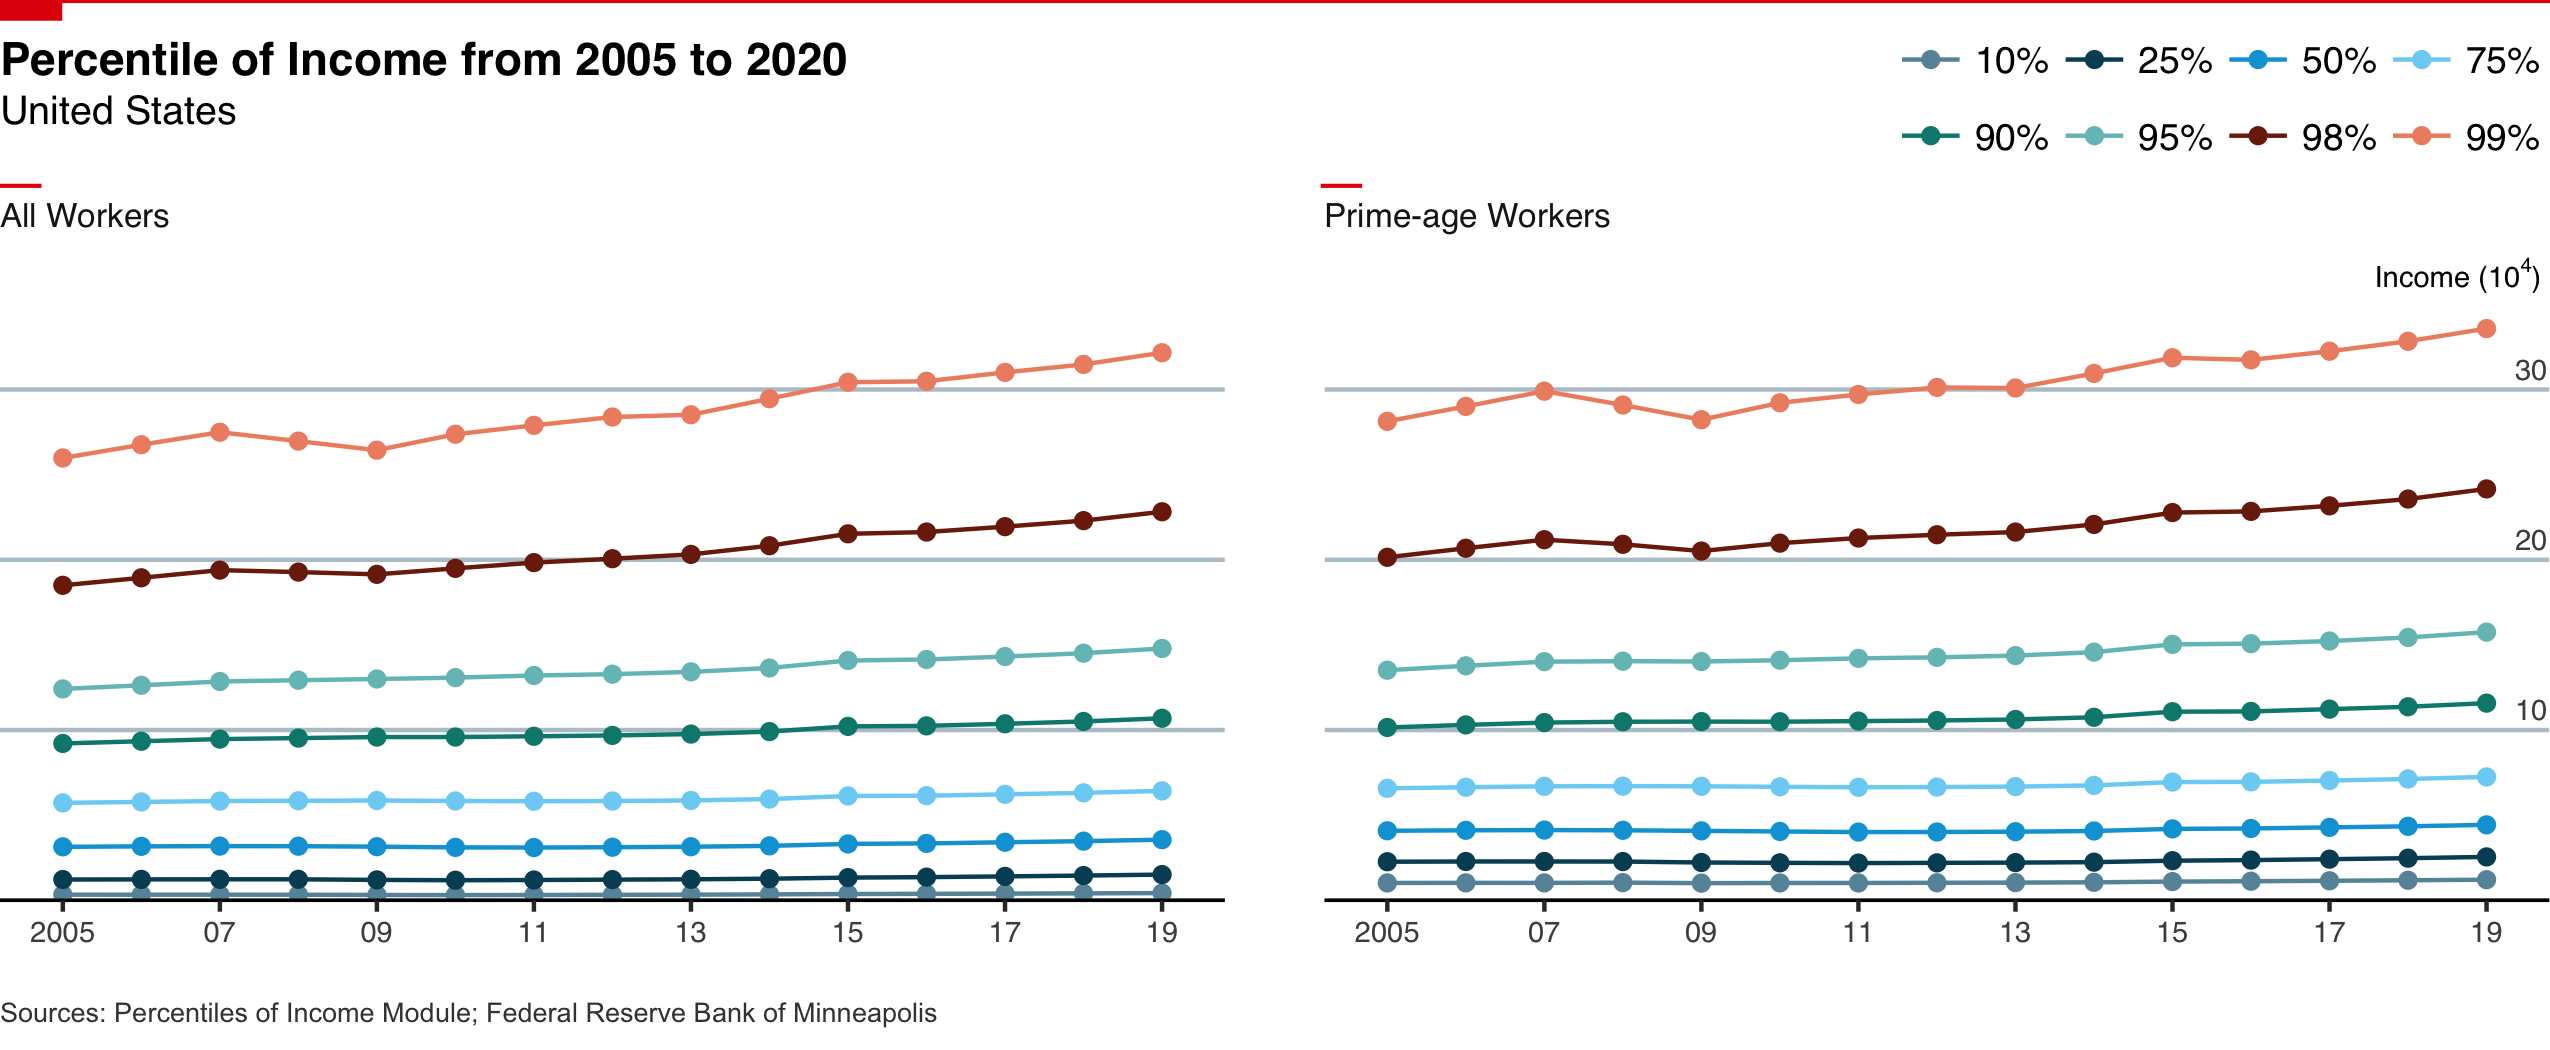 Percentile of Income from 2005 to 2020
United States
10% 25% 50% 75%
90% 95% 98% 99%
All Workers
Prime-age Workers
Income (10⁴)
30
20
10
2005 07 09 11 13 15 17 19
2005 07 09 11 13 15 17 19
Sources: Percentiles of Income Module; Federal Reserve Bank of Minneapolis